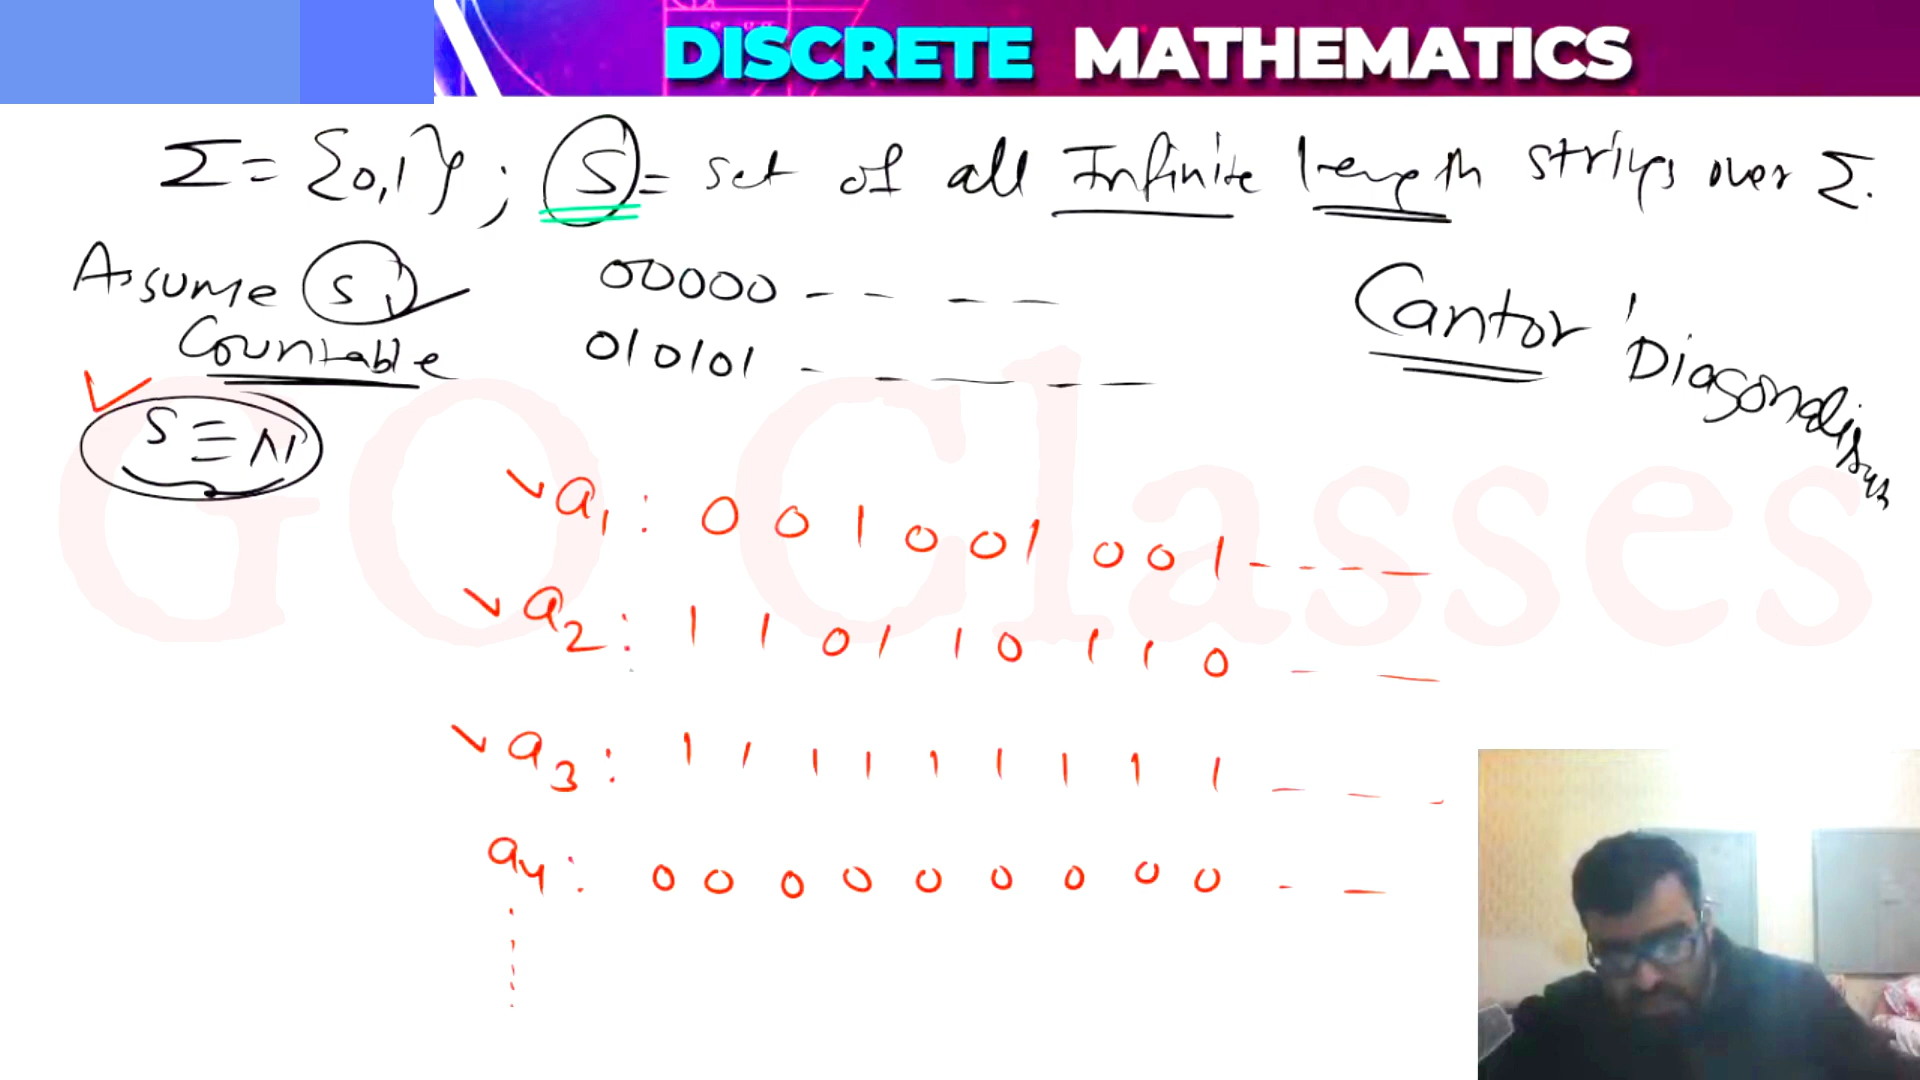 DISCRETE MATHEMATICS
Σ = {0,1} ; S = set of all Infinite length strings over Σ.
Assume S 00000 - - - -
Countable 010101 - - - - -
Cantor's Diagonalisys
S ≡ N
a1 : 0 0 1 0 0 1 0 0 1 - - - -
a2 : 1 1 0 1 1 0 1 1 0 - -
a3 : 1 1 1 1 1 1 1 1 1 - - -
a4 : 0 0 0 0 0 0 0 0 0 - -
GO Classes